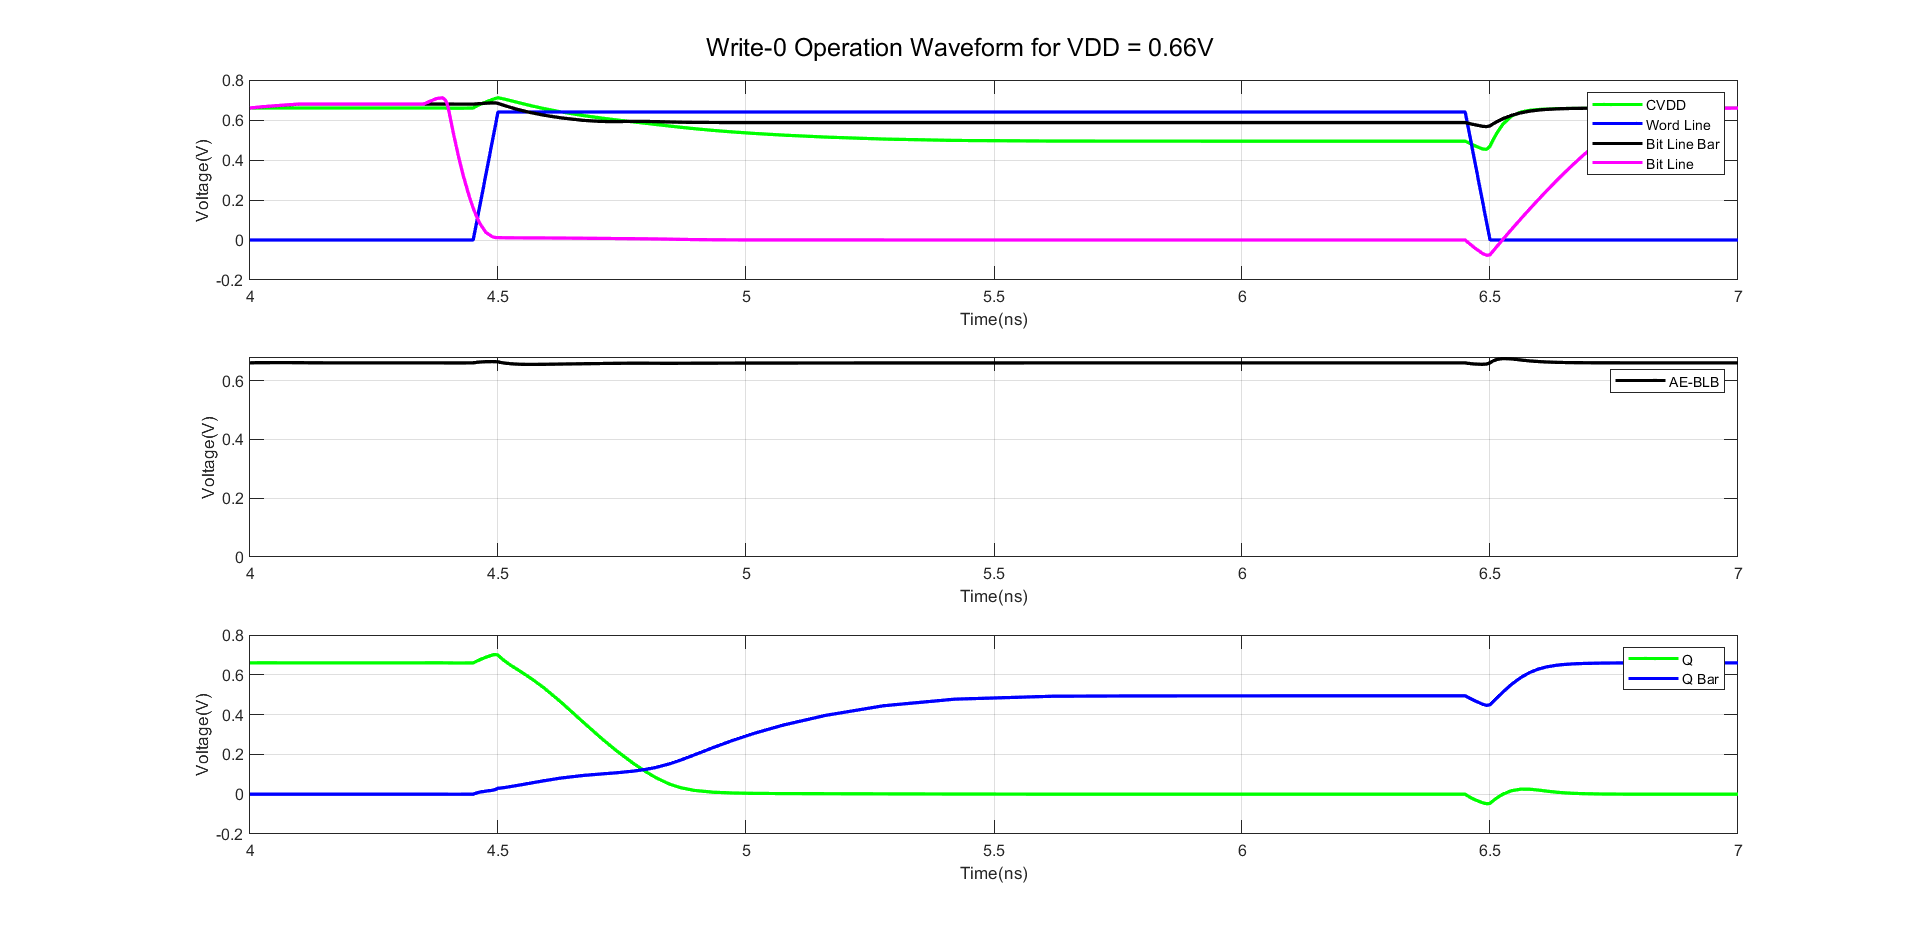 Write-0 Operation Waveform for VDD = 0.66V
Voltage(V)
0.8
0.6
0.4
0.2
0
-0.2
4 4.5 5 5.5 6 6.5 7
Time(ns)
CVDD
Word Line
Bit Line Bar
Bit Line
Voltage(V)
0.6
0.4
0.2
0
4 4.5 5 5.5 6 6.5 7
Time(ns)
AE-BLB
Voltage(V)
0.8
0.6
0.4
0.2
0
-0.2
4 4.5 5 5.5 6 6.5 7
Time(ns)
Q
Q Bar